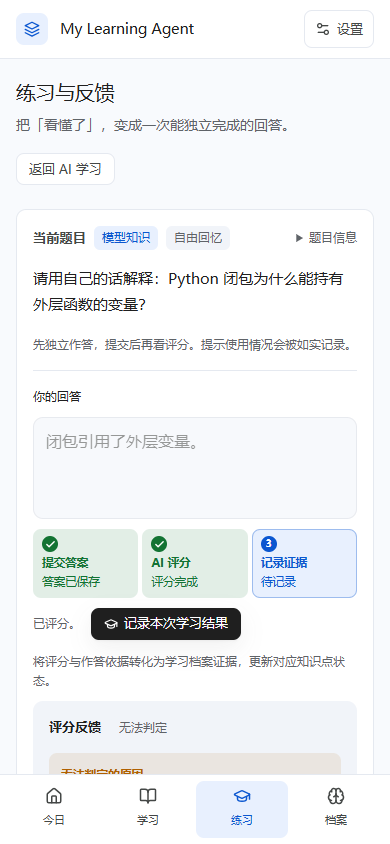 My Learning Agent
设置
练习与反馈
把「看懂了」，变成一次能独立完成的回答。
返回 AI 学习
当前题目 模型知识 自由回忆 ▶ 题目信息
请用自己的话解释：Python 闭包为什么能持有
外层函数的变量？
先独立作答，提交后再看评分。提示使用情况会被如实记录。
你的回答
闭包引用了外层变量。
提交答案
答案已保存
AI 评分
评分完成
3
记录证据
待记录
已评分。 记录本次学习结果
将评分与作答依据转化为学习档案证据，更新对应知识点状
态。
评分反馈 无法判定
无法判定的原因
今日 学习 练习 档案